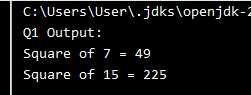 C:\Users\User\.jdks\openjdk-2
Q1 Output:
Square of 7 = 49
Square of 15 = 225